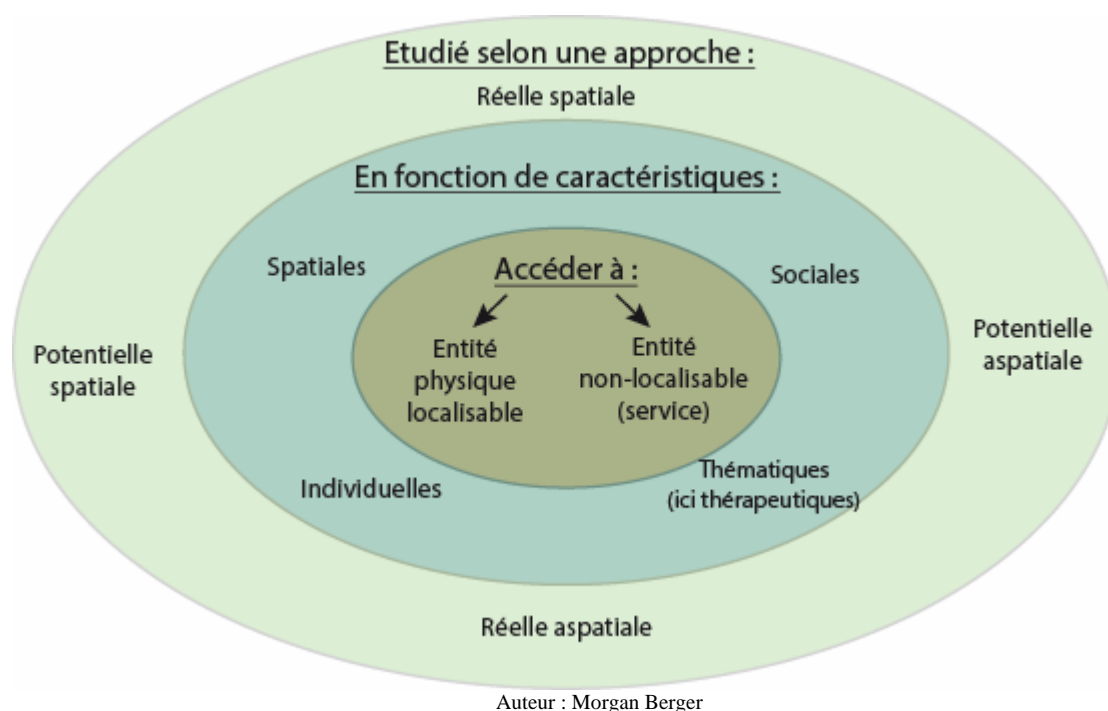 Etudié selon une approche :
Réelle spatiale
En fonction de caractéristiques :
Spatiales
Sociales
Accéder à :
Entité
physique
localisable
Entité
non-localisable
(service)
Potentielle
spatiale
Potentielle
aspatiale
Individuelles
Thématiques
(ici thérapeutiques)
Réelle aspatiale
Auteur : Morgan Berger